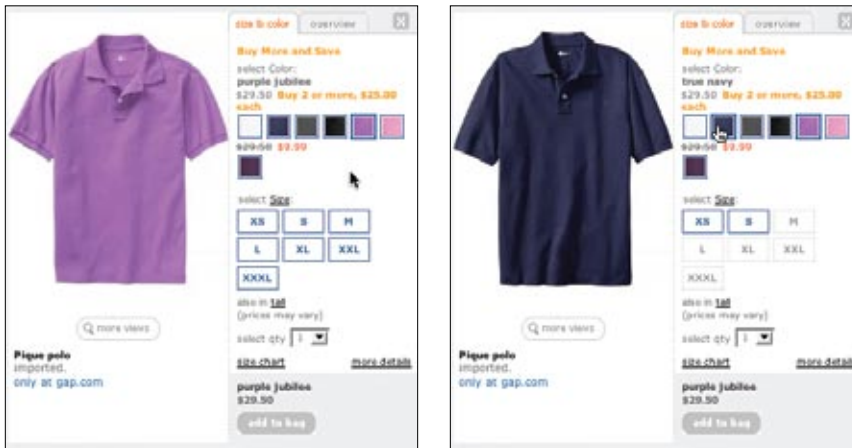 size & color overview
Buy More and Save
select Color:
purple jubilee
$29.50 Buy 2 or more, $25.00
each
$29.50 $9.99
select Size:
XS S M
L XL XXL
XXXL
also in tall
(prices may vary)
select qty 1
size chart more details
purple jubilee
$29.50
add to bag
more views
Pique polo
imported.
only at gap.com
size & color overview
Buy More and Save
select Color:
true navy
$29.50 Buy 2 or more, $25.00
each
$29.50 $9.99
select Size:
XS S M
L XL XXL
XXXL
also in tall
(prices may vary)
select qty 1
size chart more details
purple jubilee
$29.50
add to bag
more views
Pique polo
imported.
only at gap.com